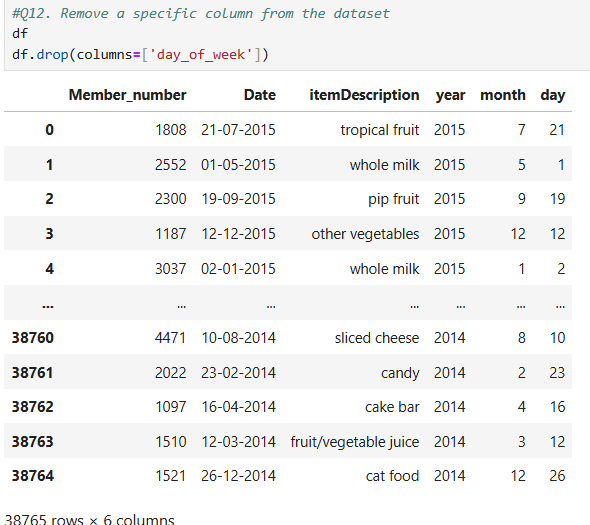 #Q12. Remove a specific column from the dataset
df
df.drop(columns=['day_of_week'])
Member_number Date itemDescription year month day
0 1808 21-07-2015 tropical fruit 2015 7 21
1 2552 01-05-2015 whole milk 2015 5 1
2 2300 19-09-2015 pip fruit 2015 9 19
3 1187 12-12-2015 other vegetables 2015 12 12
4 3037 02-01-2015 whole milk 2015 1 2
... ... ... ... ... ... ...
38760 4471 10-08-2014 sliced cheese 2014 8 10
38761 2022 23-02-2014 candy 2014 2 23
38762 1097 16-04-2014 cake bar 2014 4 16
38763 1510 12-03-2014 fruit/vegetable juice 2014 3 12
38764 1521 26-12-2014 cat food 2014 12 26
38765 rows × 6 columns